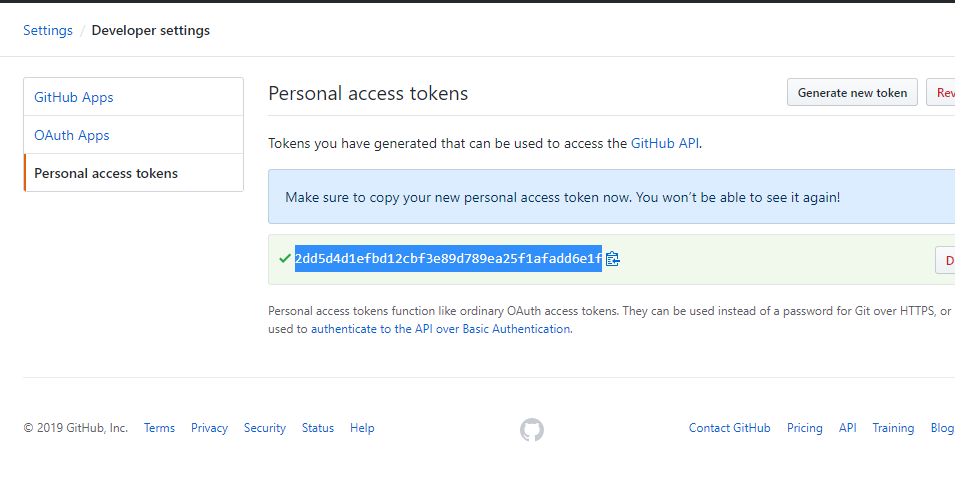 Settings / Developer settings
GitHub Apps
OAuth Apps
Personal access tokens
Personal access tokens
Generate new token
Rev
Tokens you have generated that can be used to access the GitHub API.
Make sure to copy your new personal access token now. You won’t be able to see it again!
2dd5d4d1efbd12cbf3e89d789ea25f1afadd6e1f
D
Personal access tokens function like ordinary OAuth access tokens. They can be used instead of a password for Git over HTTPS, or
used to authenticate to the API over Basic Authentication.
© 2019 GitHub, Inc. Terms Privacy Security Status Help
Contact GitHub Pricing API Training Blog